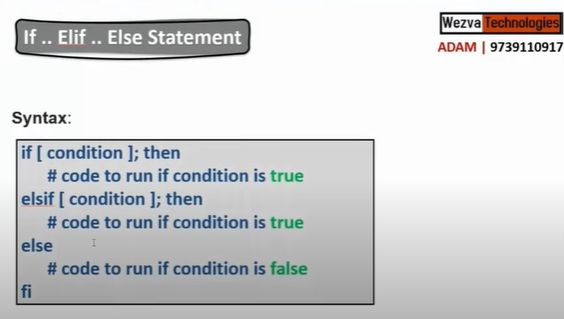 If .. Elif .. Else Statement
Wezva Technologies
ADAM | 9739110917
Syntax:
if [ condition ]; then
# code to run if condition is true
elsif [ condition ]; then
# code to run if condition is true
else
# code to run if condition is false
fi